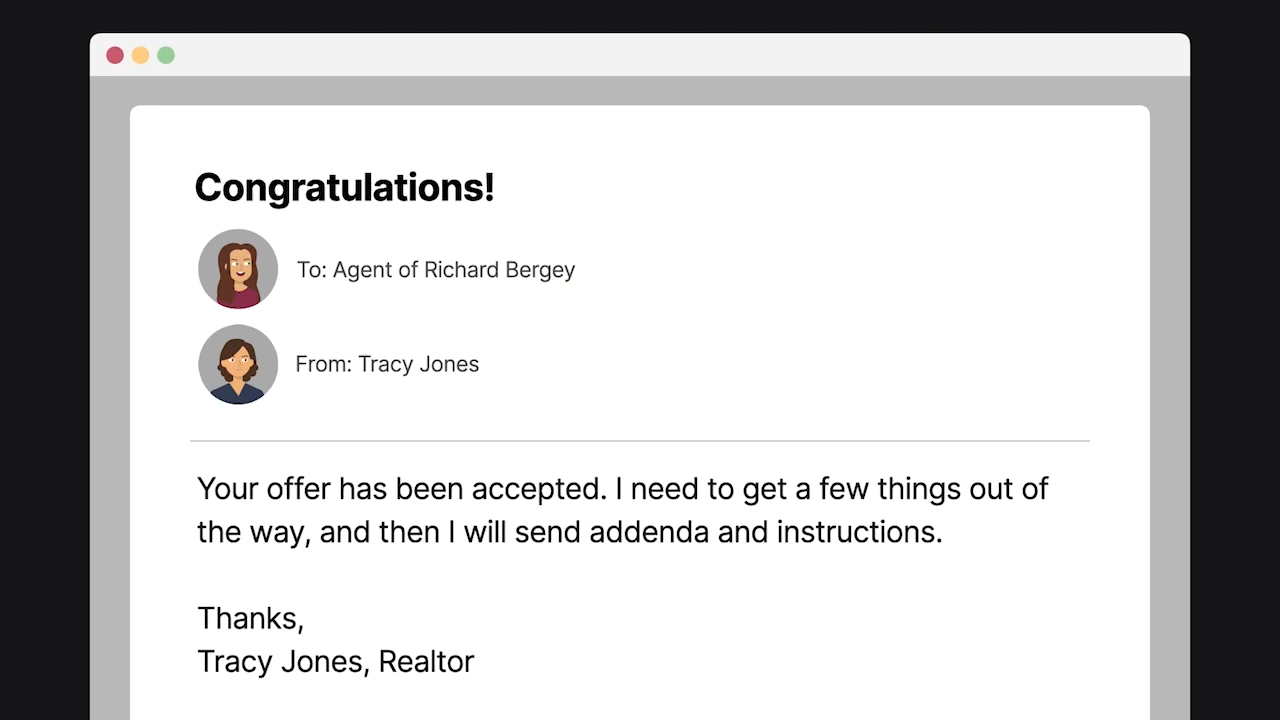 Congratulations!
To: Agent of Richard Bergey
From: Tracy Jones
Your offer has been accepted. I need to get a few things out of
the way, and then I will send addenda and instructions.
Thanks,
Tracy Jones, Realtor